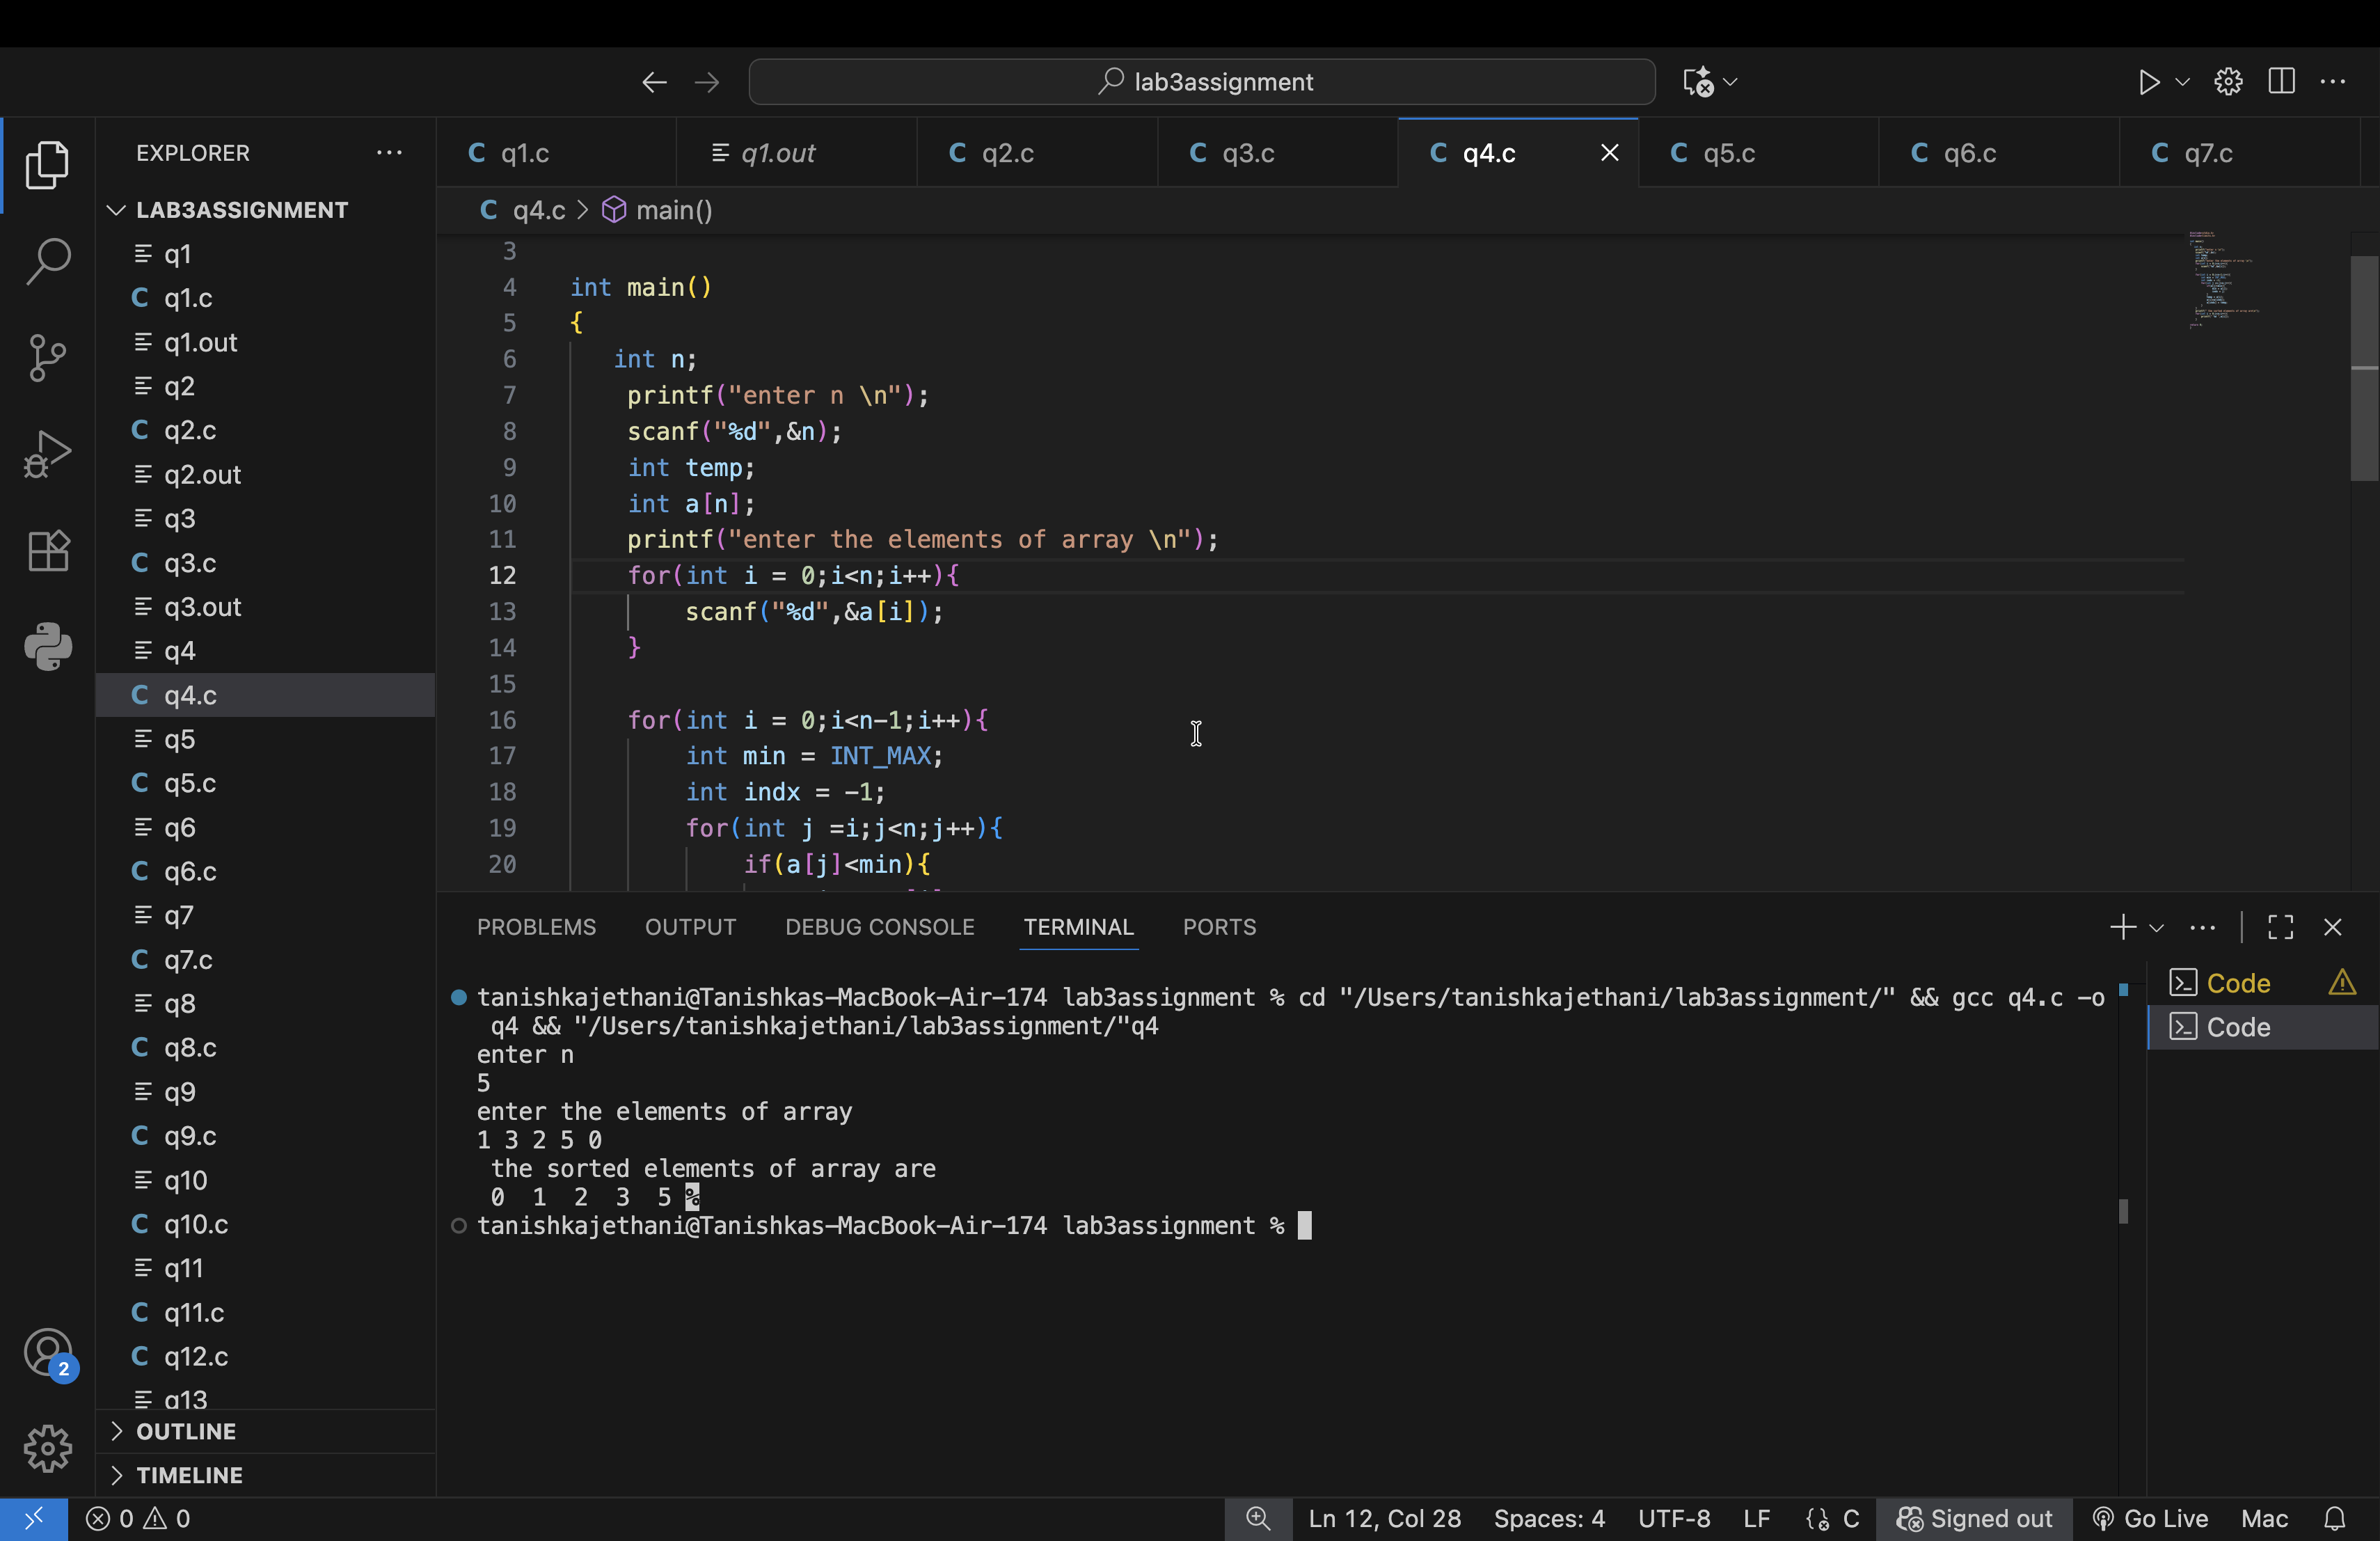 lab3assignment
EXPLORER
LAB3ASSIGNMENT
q1
C q1.c
q1.out
q2
C q2.c
q2.out
q3
C q3.c
q3.out
q4
C q4.c
q5
C q5.c
q6
C q6.c
q7
C q7.c
q8
C q8.c
q9
C q9.c
q10
C q10.c
q11
C q11.c
C q12.c
q13
OUTLINE
TIMELINE
C q1.c q1.out C q2.c C q3.c C q4.c C q5.c C q6.c C q7.c
C q4.c > main()
3
4 int main()
5 {
6 int n;
7 printf("enter n \n");
8 scanf("%d",&n);
9 int temp;
10 int a[n];
11 printf("enter the elements of array \n");
12 for(int i = 0;i<n;i++){
13 scanf("%d",&a[i]);
14 }
15
16 for(int i = 0;i<n-1;i++){
17 int min = INT_MAX;
18 int indx = -1;
19 for(int j =i;j<n;j++){
20 if(a[j]<min){
PROBLEMS OUTPUT DEBUG CONSOLE TERMINAL PORTS
tanishkajethani@Tanishkas-MacBook-Air-174 lab3assignment % cd "/Users/tanishkajethani/lab3assignment/" && gcc q4.c -o
q4 && "/Users/tanishkajethani/lab3assignment/"q4
enter n
5
enter the elements of array
1 3 2 5 0
the sorted elements of array are
0 1 2 3 5 %
tanishkajethani@Tanishkas-MacBook-Air-174 lab3assignment %
Code
Code
2
0 0 Ln 12, Col 28 Spaces: 4 UTF-8 LF C Signed out Go Live Mac